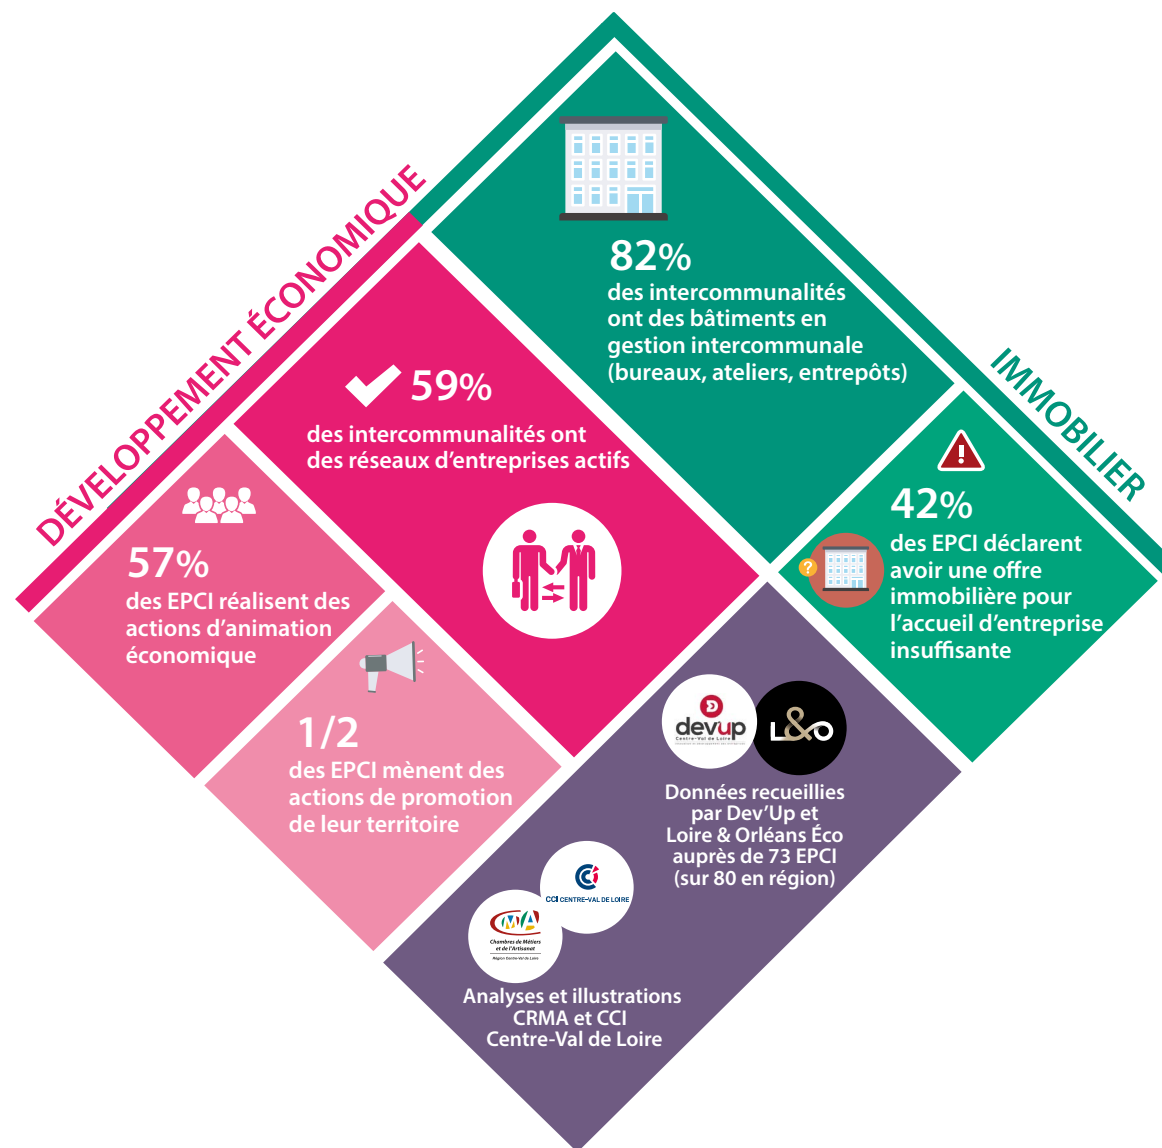 DÉVELOPPEMENT ÉCONOMIQUE
IMMOBILIER
82%
des intercommunalités
ont des bâtiments en
gestion intercommunale
(bureaux, ateliers, entrepôts)
59%
des intercommunalités ont
des réseaux d'entreprises actifs
42%
des EPCI déclarent
avoir une offre
immobilière pour
l'accueil d'entreprise
insuffisante
?
57%
des EPCI réalisent des
actions d'animation
économique
1/2
des EPCI mènent des
actions de promotion
de leur territoire
devup
Centre-Val de Loire
L&O
Données recueillies
par Dev'Up et
Loire & Orléans Éco
auprès de 73 EPCI
(sur 80 en région)
CCI CENTRE-VAL DE LOIRE
CMA
Chambres de Métiers
et de l'Artisanat
Région Centre-Val de Loire
Analyses et illustrations
CRMA et CCI
Centre-Val de Loire